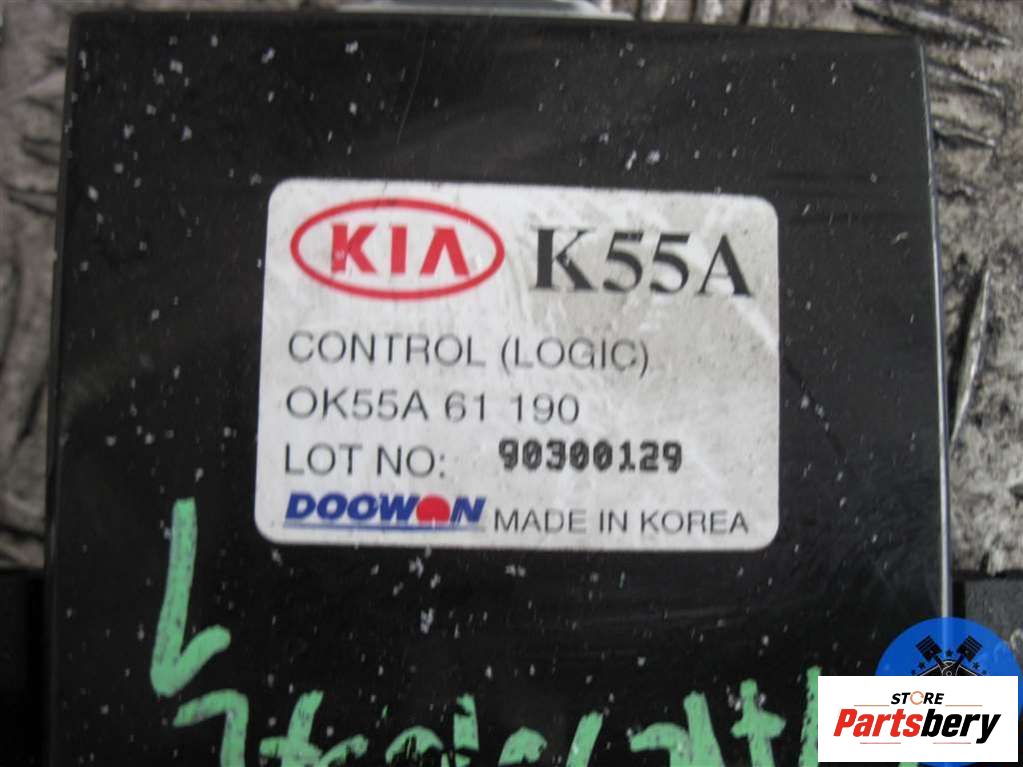 KIA K55A
CONTROL (LOGIC)
OK55A 61 190
LOT NO: 90300129
DOOWON MADE IN KOREA
STORE
Partsbery